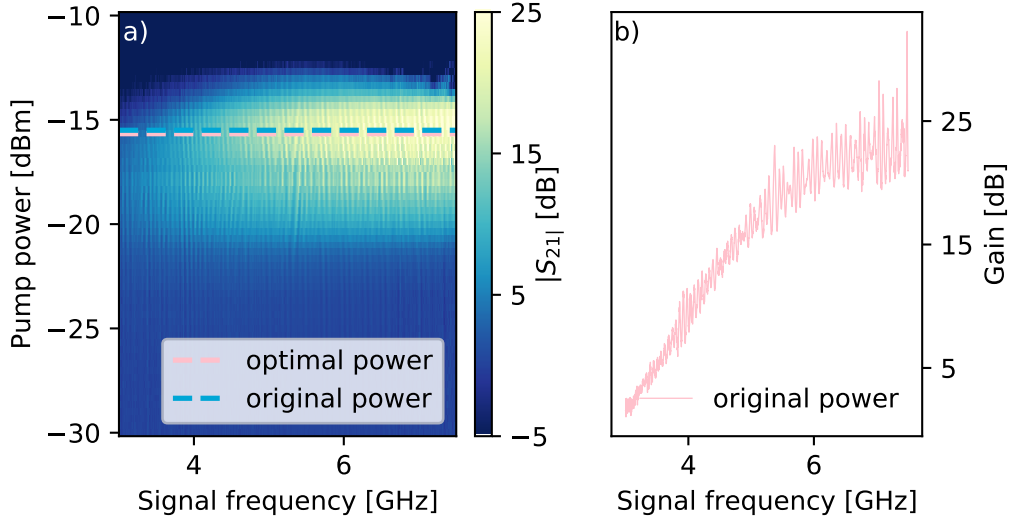 a)
−10
−15
−20
−25
−30
Pump power [dBm]
4
6
Signal frequency [GHz]
optimal power
original power
25
15
5
−5
|S21| [dB]
b)
25
15
5
Gain [dB]
original power
4
6
Signal frequency [GHz]